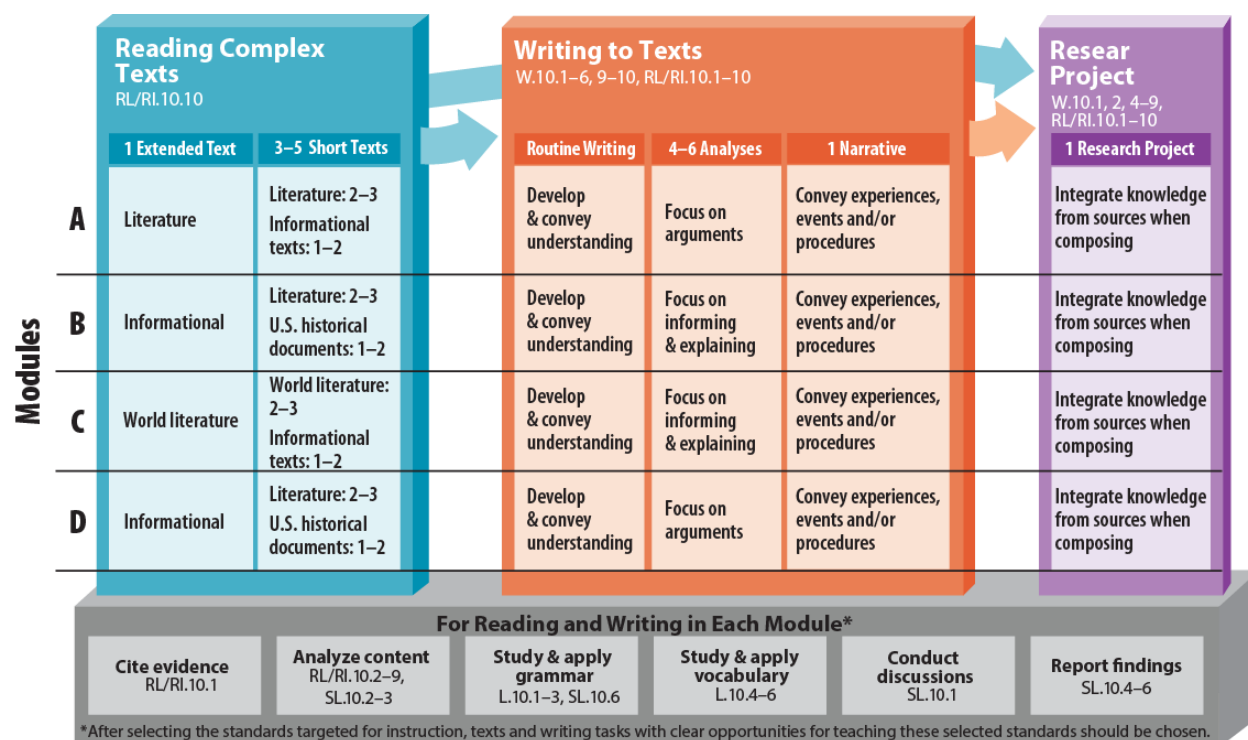 Reading Complex
Texts
RL/RI.10.10
1 Extended Text
3–5 Short Texts
Writing to Texts
W.10.1–6, 9–10, RL/RI.10.1–10
Routine Writing
4–6 Analyses
1 Narrative
Resear
Project
W.10.1, 2, 4–9,
RL/RI.10.1–10
1 Research Project
Modules
A
Literature
Literature: 2–3
Informational
texts: 1–2
Develop
& convey
understanding
Focus on
arguments
Convey experiences,
events and/or
procedures
Integrate knowledge
from sources when
composing
B
Informational
Literature: 2–3
U.S. historical
documents: 1–2
Develop
& convey
understanding
Focus on
informing
& explaining
Convey experiences,
events and/or
procedures
Integrate knowledge
from sources when
composing
C
World literature
World literature:
2–3
Informational
texts: 1–2
Develop
& convey
understanding
Focus on
informing
& explaining
Convey experiences,
events and/or
procedures
Integrate knowledge
from sources when
composing
D
Informational
Literature: 2–3
U.S. historical
documents: 1–2
Develop
& convey
understanding
Focus on
arguments
Convey experiences,
events and/or
procedures
Integrate knowledge
from sources when
composing
For Reading and Writing in Each Module*
Cite evidence
RL/RI.10.1
Analyze content
RL/RI.10.2–9,
SL.10.2–3
Study & apply
grammar
L.10.1–3, SL.10.6
Study & apply
vocabulary
L.10.4–6
Conduct
discussions
SL.10.1
Report findings
SL.10.4–6
*After selecting the standards targeted for instruction, texts and writing tasks with clear opportunities for teaching these selected standards should be chosen.